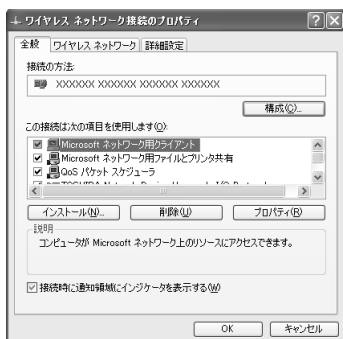 ワイヤレス ネットワーク接続のプロパティ
全般 ワイヤレス ネットワーク 詳細設定
接続の方法:
XXXXXX XXXXXX XXXXXX XXXXXX
構成(C)...
この接続は次の項目を使用します(O):
Microsoft ネットワーク用クライアント
Microsoft ネットワーク用ファイルとプリンタ共有
QoS パケット スケジューラ
インストール(N)... 削除(U) プロパティ(R)
説明
コンピュータが Microsoft ネットワーク上のリソースにアクセスできます。
接続時に通知領域にインジケータを表示する(W)
OK キャンセル